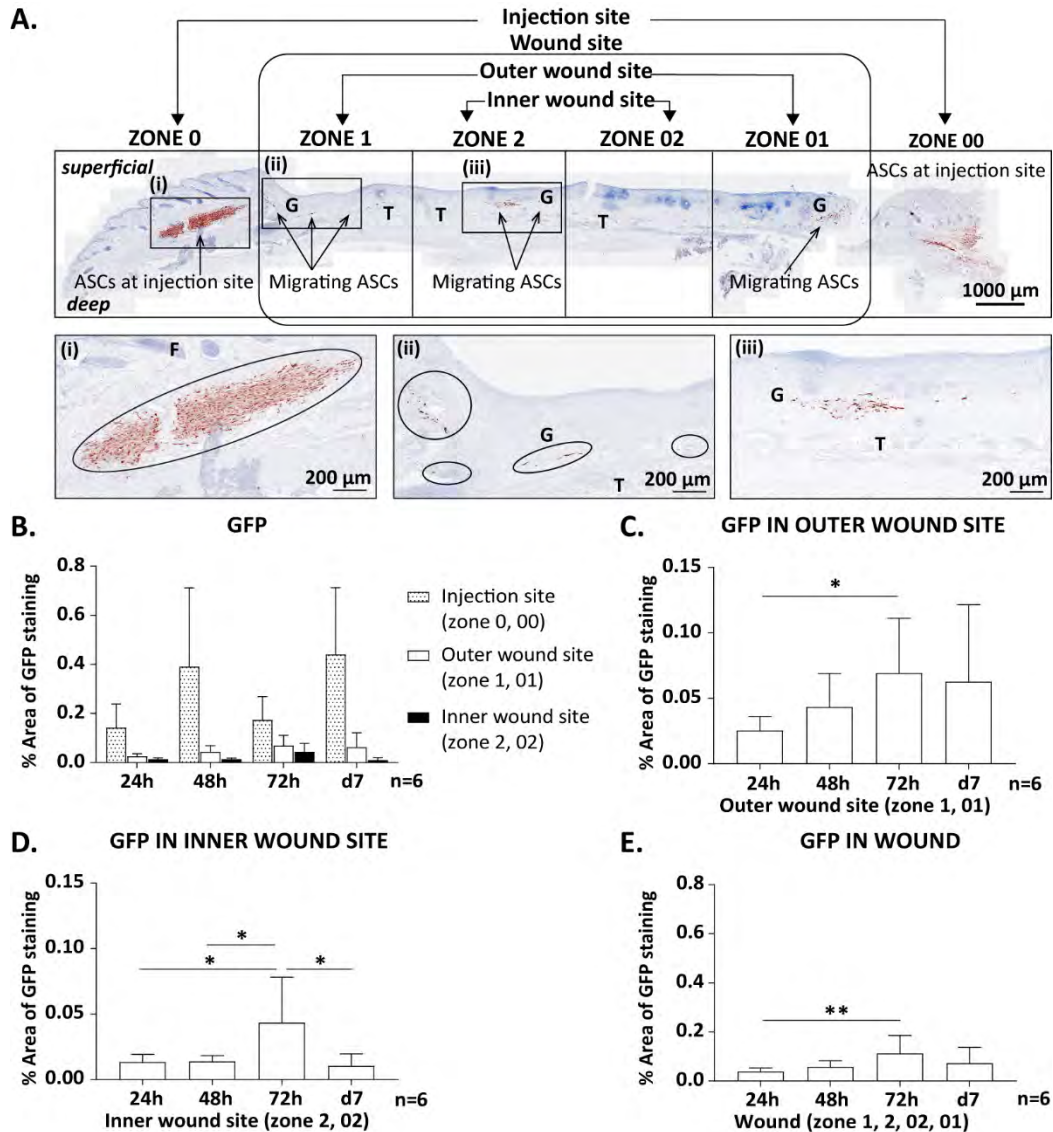 A.
Injection site
Wound site
Outer wound site
Inner wound site
ZONE 0 ZONE 1 ZONE 2 ZONE 02 ZONE 01 ZONE 00
superficial
(i)
(ii)
(iii)
ASCs at injection site
G
T
T
G
T
G
ASCs at injection site
deep
Migrating ASCs
Migrating ASCs
Migrating ASCs
1000 µm
(i)
F
200 µm
(ii)
G
T
200 µm
(iii)
G
T
200 µm
B.
GFP
% Area of GFP staining
0.8
0.6
0.4
0.2
0.0
24h 48h 72h d7 n=6
Injection site
(zone 0, 00)
Outer wound site
(zone 1, 01)
Inner wound site
(zone 2, 02)
C.
GFP IN OUTER WOUND SITE
% Area of GFP staining
0.15
0.10
0.05
0.00
*
24h 48h 72h d7 n=6
Outer wound site (zone 1, 01)
D.
GFP IN INNER WOUND SITE
% Area of GFP staining
0.15
0.10
0.05
0.00
*
* *
24h 48h 72h d7 n=6
Inner wound site (zone 2, 02)
E.
GFP IN WOUND
% Area of GFP staining
0.8
0.6
0.4
0.2
0.0
**
24h 48h 72h d7 n=6
Wound (zone 1, 2, 02, 01)